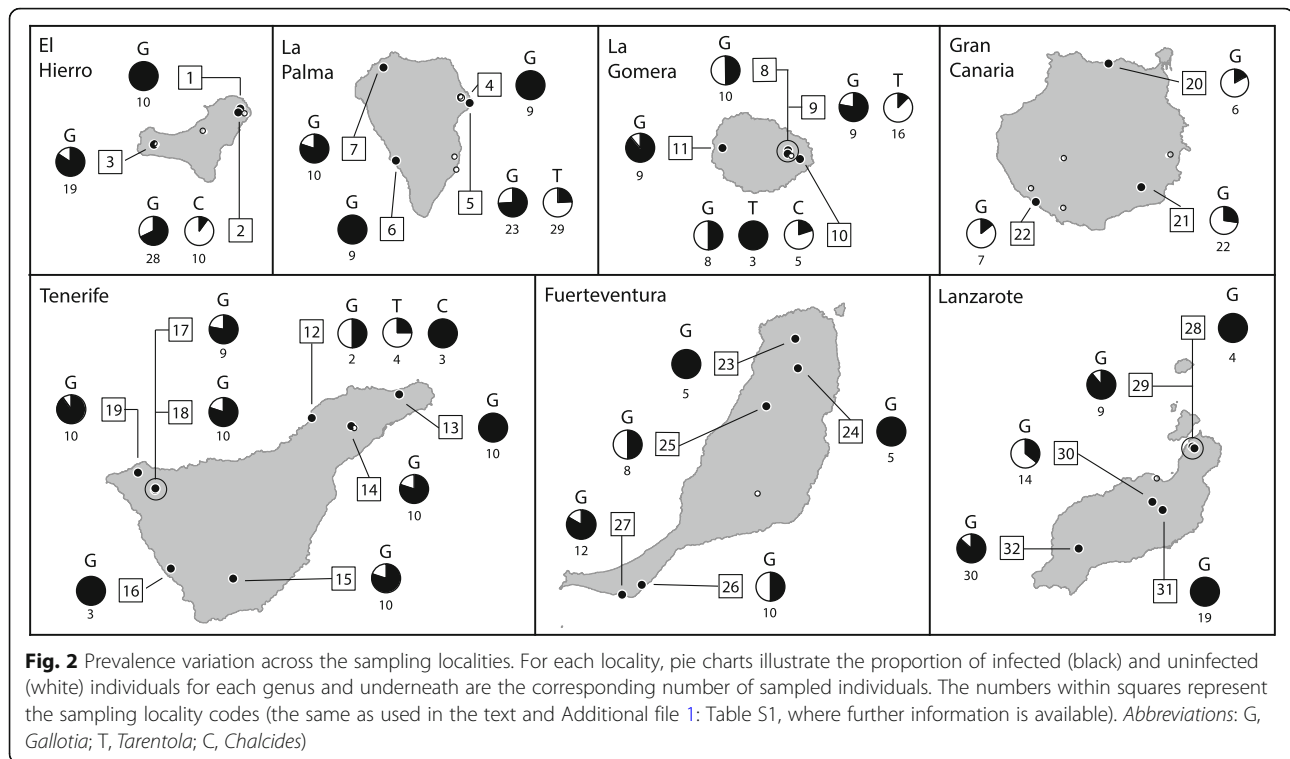 El
Hierro
G
10
1
G
19
3
G C
28 10
2
La
Palma
4
G
9
G
10
7
5
G T
23 29
G
9
6
La
Gomera
G
10
8
9
G T
9 16
G
9
11
G T C
8 3 5
10
Gran
Canaria
20
G
6
21
G
22
G
7
22
Tenerife
17
G
9
12
G T C
2 4 3
G
10
19
18
G
10
13
G
10
14
G
10
G
3
16
15
G
10
Fuerteventura
G
5
23
24
G
5
G
8
25
G
12
27
26
G
10
Lanzarote
28
G
4
G
9
29
G
14
30
G
30
32
31
G
19
Fig. 2 Prevalence variation across the sampling localities. For each locality, pie charts illustrate the proportion of infected (black) and uninfected
(white) individuals for each genus and underneath are the corresponding number of sampled individuals. The numbers within squares represent
the sampling locality codes (the same as used in the text and Additional file 1: Table S1, where further information is available). Abbreviations: G,
Gallotia; T, Tarentola; C, Chalcides)